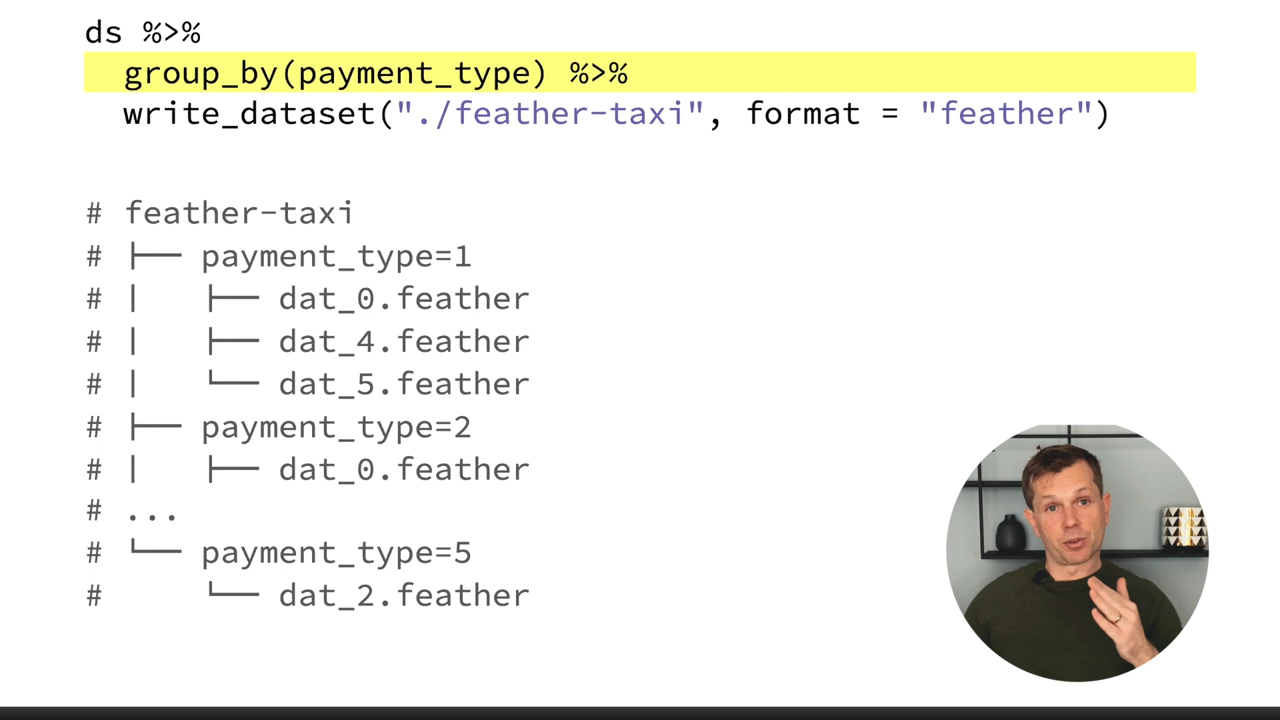 ds %>%
group_by(payment_type) %>%
write_dataset("./feather-taxi", format = "feather")
# feather-taxi
# ├── payment_type=1
# |   ├── dat_0.feather
# |   ├── dat_4.feather
# |   └── dat_5.feather
# ├── payment_type=2
# |   ├── dat_0.feather
# ...
# └── payment_type=5
#     └── dat_2.feather